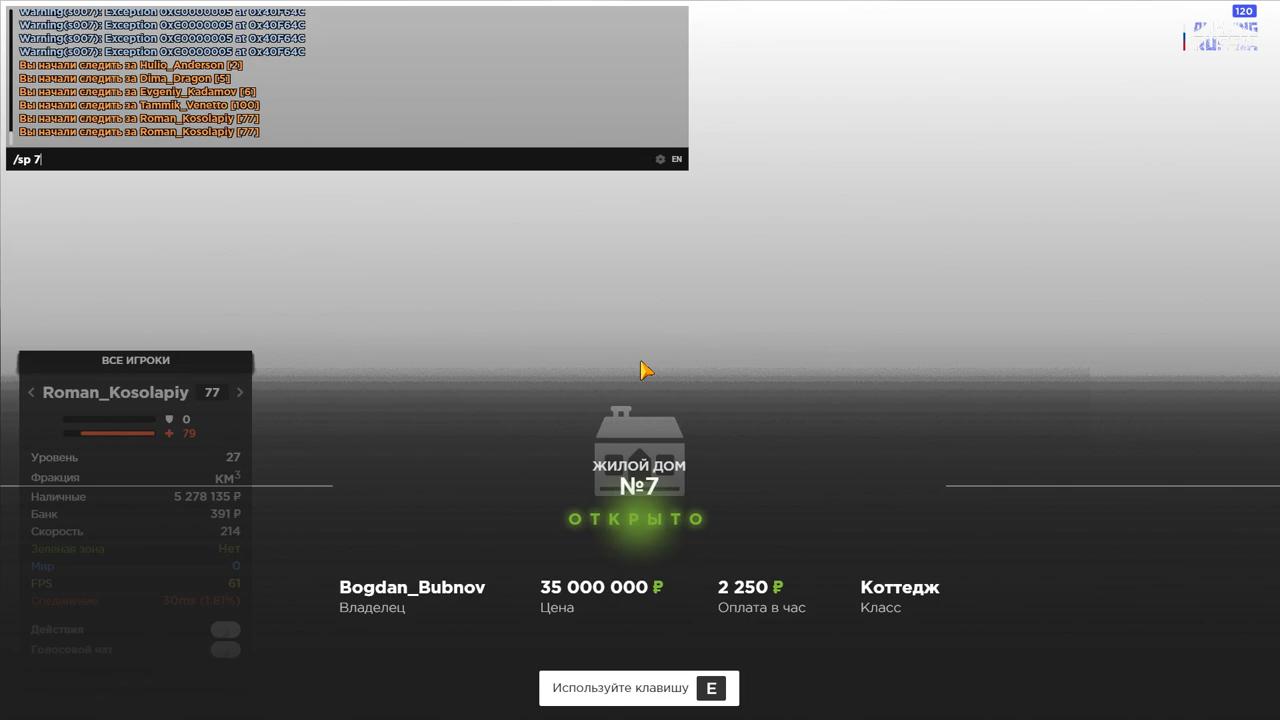 Warning(s007): Exception 0xC0000005 at 0x40F64C
Warning(s007): Exception 0xC0000005 at 0x40F64C
Warning(s007): Exception 0xC0000005 at 0x40F64C
Warning(s007): Exception 0xC0000005 at 0x40F64C
Вы начали следить за Hulio_Anderson [2]
Вы начали следить за Dima_Dragon [5]
Вы начали следить за Evgeniy_Kadamov [6]
Вы начали следить за Tammik_Venetto [100]
Вы начали следить за Roman_Kosolapiy [77]
Вы начали следить за Roman_Kosolapiy [77]
/sp 7
EN
120
ВСЕ ИГРОКИ
Roman_Kosolapiy 77
0
79
Уровень 27
Фракция КМ³
Наличные 5 278 135 ₽
Банк 391 ₽
Скорость 214
Зеленая зона Нет
Мир 0
FPS 61
Соединение 30ms (1.81%)
Действия
Голосовой чат
ЖИЛОЙ ДОМ
№7
ОТКРЫТО
Bogdan_Bubnov
Владелец
35 000 000 ₽
Цена
2 250 ₽
Оплата в час
Коттедж
Класс
Используйте клавишу E